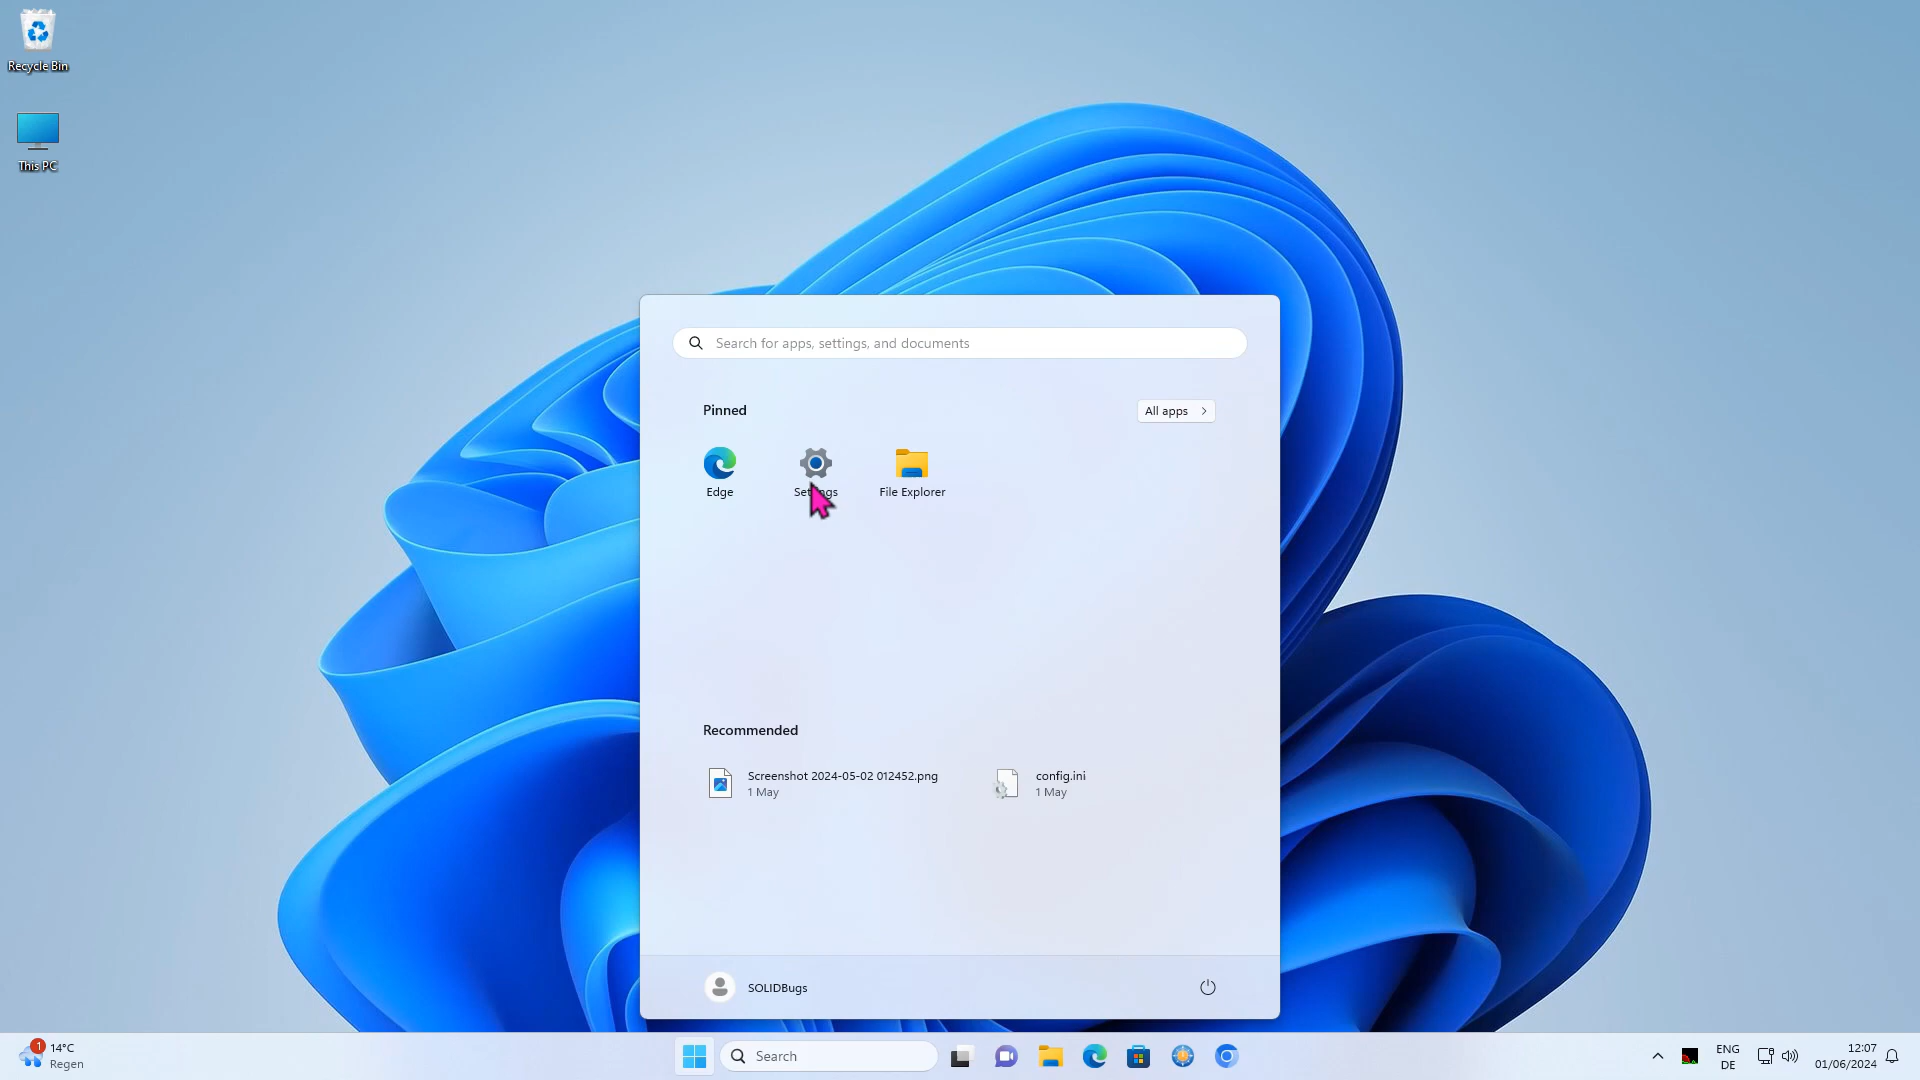 Recycle Bin
This PC
Search for apps, settings, and documents
Pinned
All apps
Edge
Settings
File Explorer
Recommended
Screenshot 2024-05-02 012452.png
1 May
config.ini
1 May
SOLIDBugs
1
14°C
Regen
Search
ENG
DE
12:07
01/06/2024